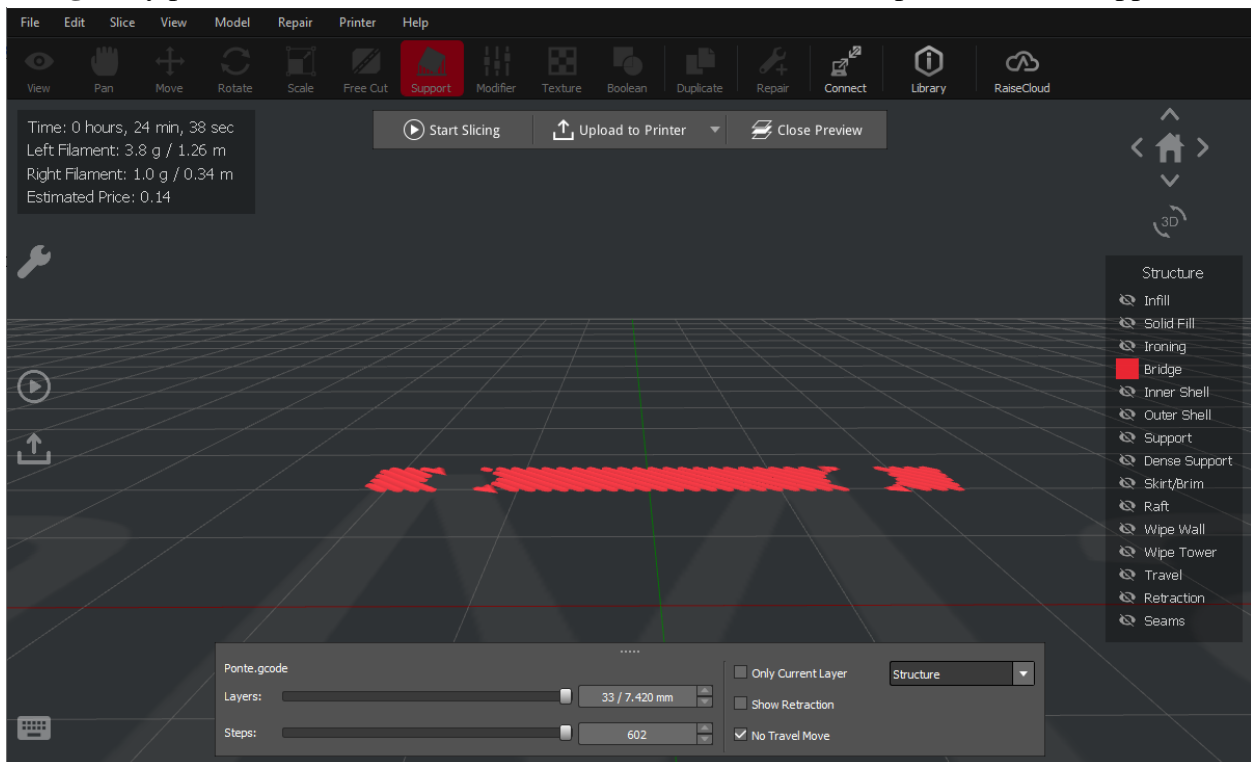 File Edit Slice View Model Repair Printer Help
View Pan Move Rotate Scale Free Cut Support Modifier Texture Boolean Duplicate Repair Connect Library RaiseCloud
Time: 0 hours, 24 min, 38 sec
Left Filament: 3.8 g / 1.26 m
Right Filament: 1.0 g / 0.34 m
Estimated Price: 0.14
Start Slicing Upload to Printer Close Preview
3D
Structure
Infill
Solid Fill
Ironing
Bridge
Inner Shell
Outer Shell
Support
Dense Support
Skirt/Brim
Raft
Wipe Wall
Wipe Tower
Travel
Retraction
Seams
Ponte.gcode
Layers: 33 / 7.420 mm
Steps: 602
Only Current Layer Structure
Show Retraction
No Travel Move